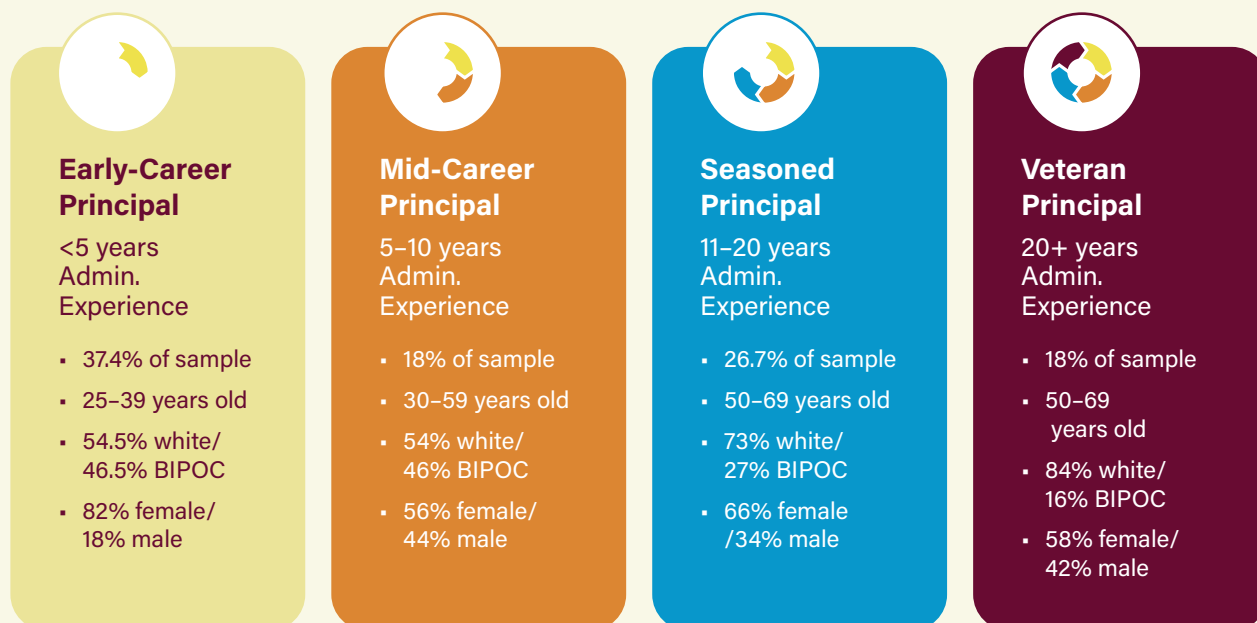 Early-Career
Principal
<5 years
Admin.
Experience
▪ 37.4% of sample
▪ 25–39 years old
▪ 54.5% white/
46.5% BIPOC
▪ 82% female/
18% male
Mid-Career
Principal
5–10 years
Admin.
Experience
▪ 18% of sample
▪ 30–59 years old
▪ 54% white/
46% BIPOC
▪ 56% female/
44% male
Seasoned
Principal
11–20 years
Admin.
Experience
▪ 26.7% of sample
▪ 50–69 years old
▪ 73% white/
27% BIPOC
▪ 66% female
/34% male
Veteran
Principal
20+ years
Admin.
Experience
▪ 18% of sample
▪ 50–69
years old
▪ 84% white/
16% BIPOC
▪ 58% female/
42% male